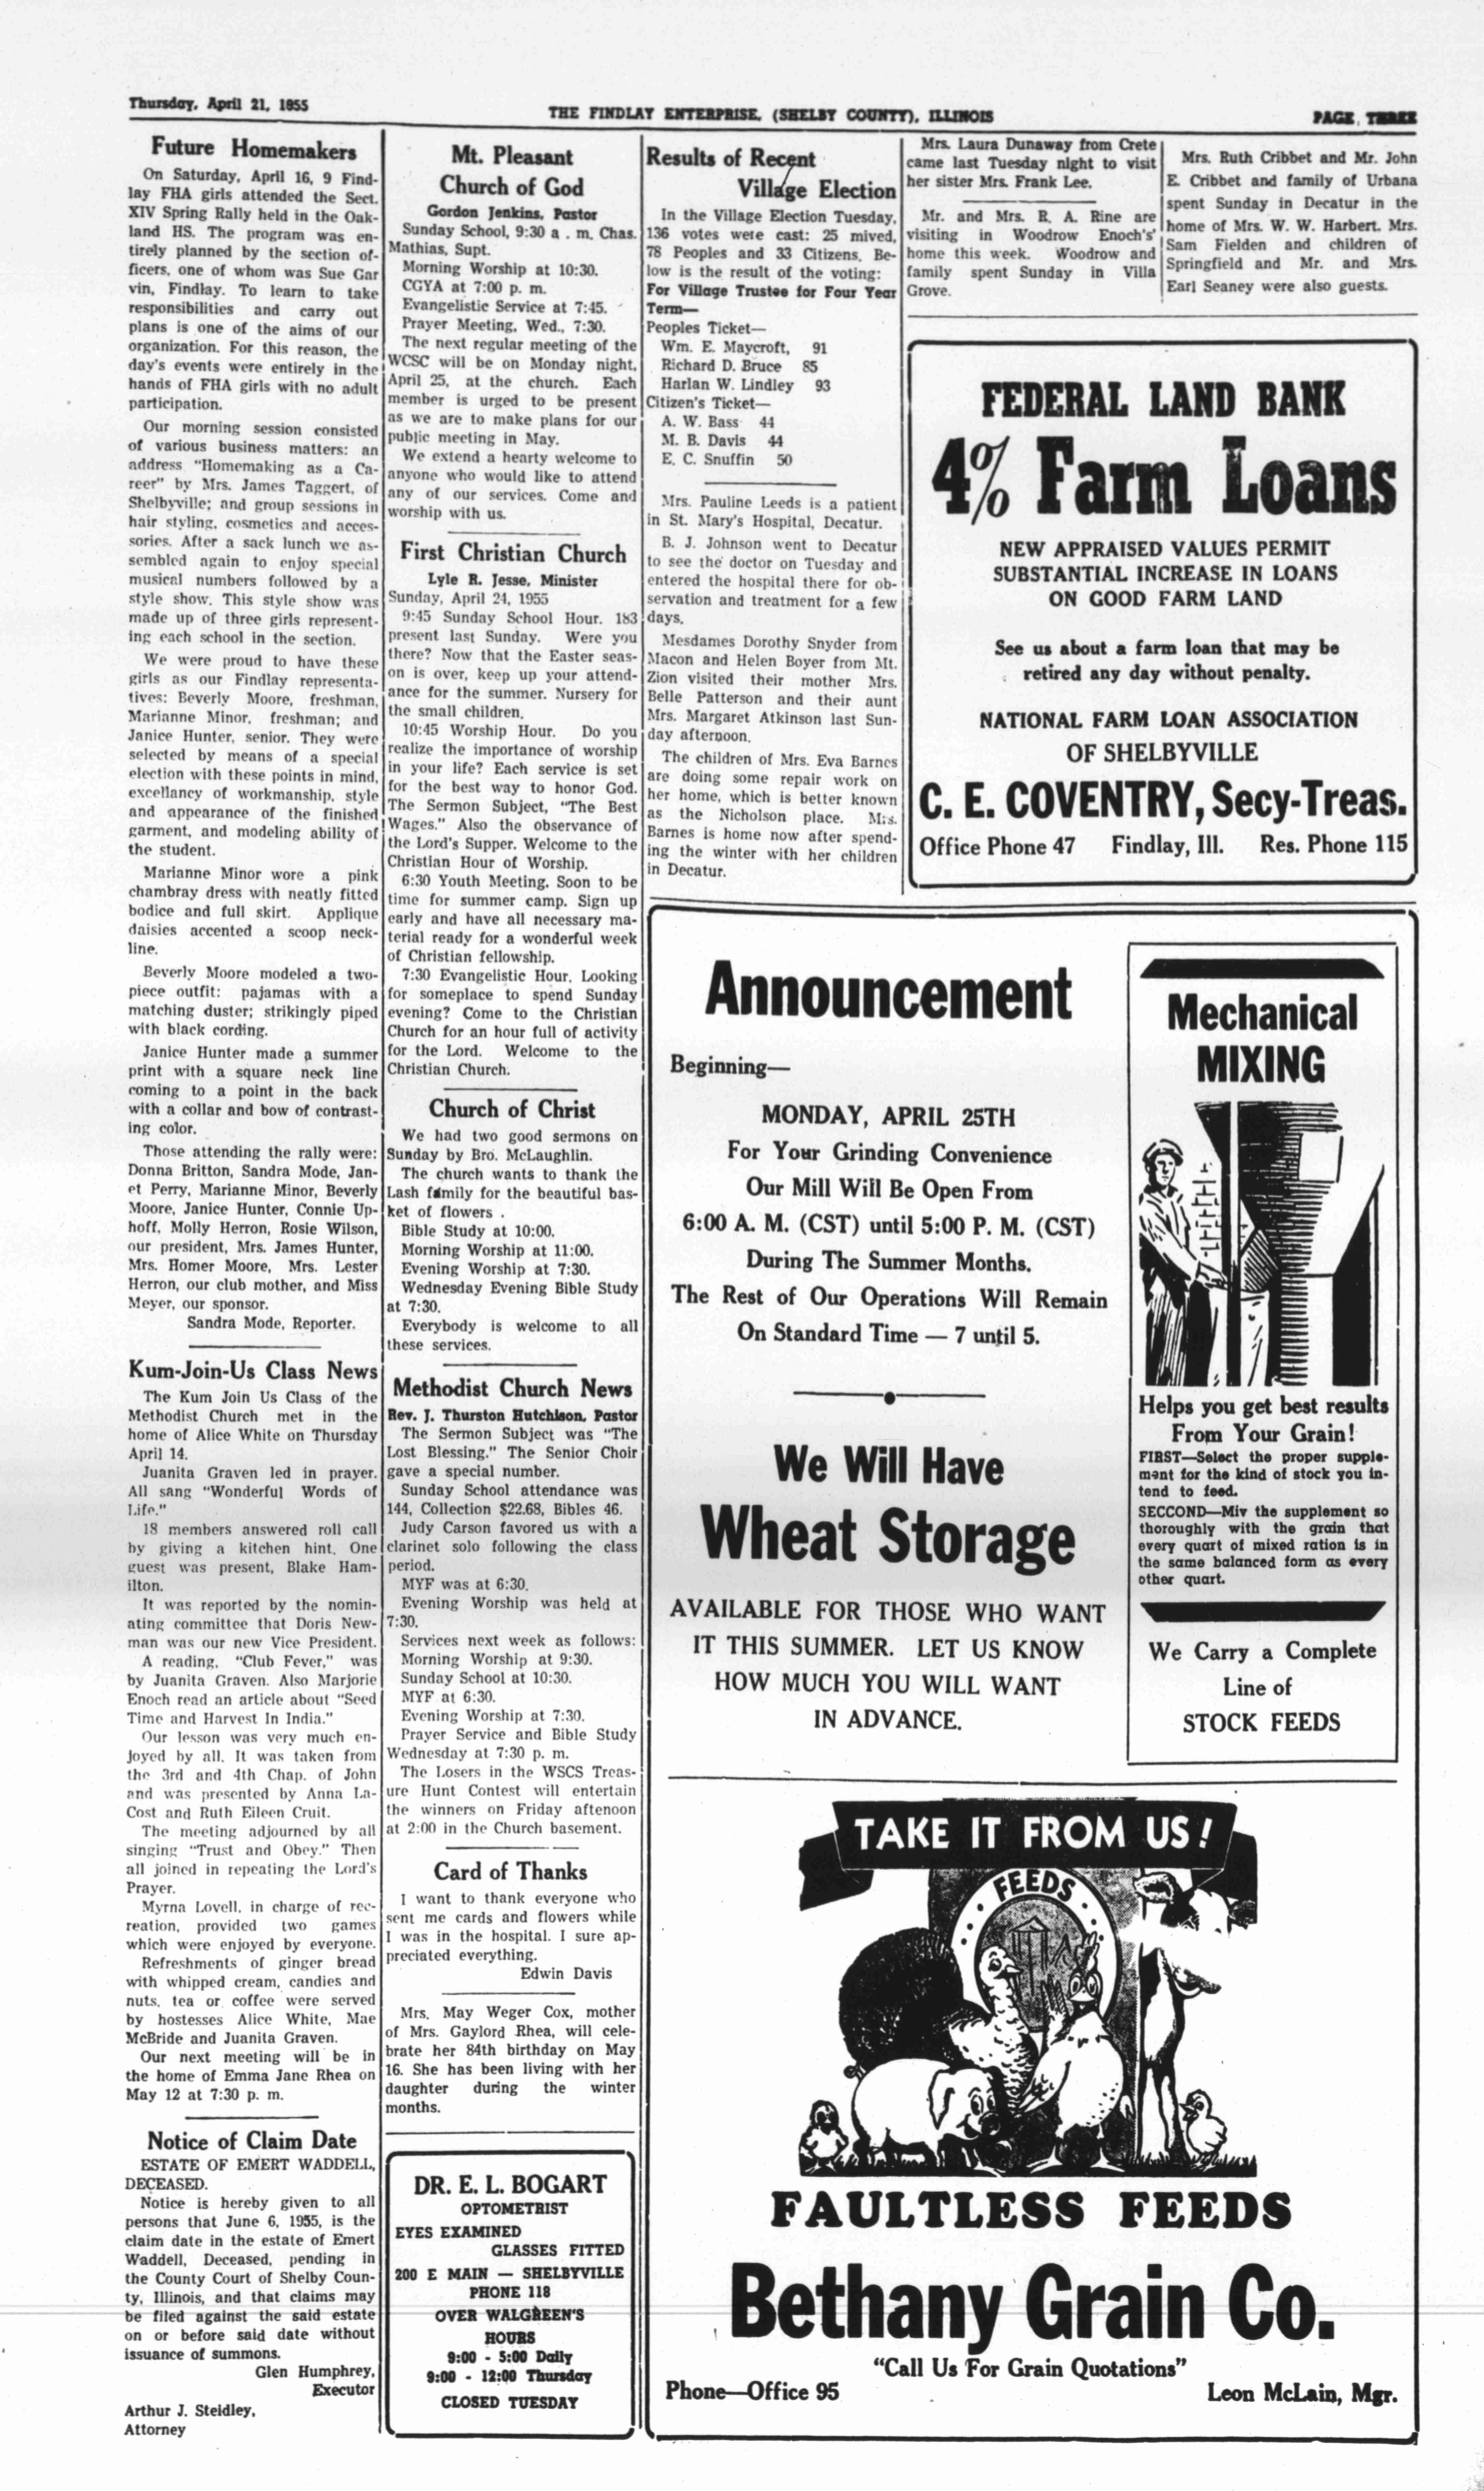 Thursday, April 21, 1955
THE FINDLAY ENTERPRISE, (SHELBY COUNTY), ILLINOIS
PAGE THREE
Future Homemakers
On Saturday, April 16, 9 Find-
lay FHA girls attended the Sect.
XIV Spring Rally held in the Oak-
land HS. The program was en-
tirely planned by the section of-
ficers, one of whom was Sue Gar
vin, Findlay. To learn to take
responsibilities and carry out
plans is one of the aims of our
organization. For this reason, the
day's events were entirely in the
hands of FHA girls with no adult
participation.
Our morning session consisted
of various business matters: an
address "Homemaking as a Ca-
reer" by Mrs. James Taggert, of
Shelbyville; and group sessions in
hair styling, cosmetics and acces-
sories. After a sack lunch we as-
sembled again to enjoy special
musical numbers followed by a
style show. This style show was
made up of three girls represent-
ing each school in the section.
We were proud to have these
girls as our Findlay representa-
tives: Beverly Moore, freshman,
Marianne Minor, freshman; and
Janice Hunter, senior. They were
selected by means of a special
election with these points in mind,
excellancy of workmanship, style
and appearance of the finished
garment, and modeling ability of
the student.
Marianne Minor wore a pink
chambray dress with neatly fitted
bodice and full skirt. Applique
daisies accented a scoop neck-
line.
Beverly Moore modeled a two-
piece outfit: pajamas with a
matching duster; strikingly piped
with black cording.
Janice Hunter made a summer
print with a square neck line
coming to a point in the back
with a collar and bow of contrast-
ing color.
Those attending the rally were:
Donna Britton, Sandra Mode, Jan-
et Perry, Marianne Minor, Beverly
Moore, Janice Hunter, Connie Up-
hoff, Molly Herron, Rosie Wilson,
our president, Mrs. James Hunter,
Mrs. Homer Moore, Mrs. Lester
Herron, our club mother, and Miss
Meyer, our sponsor.
Sandra Mode, Reporter.
Kum-Join-Us Class News
The Kum Join Us Class of the
Methodist Church met in the
home of Alice White on Thursday
April 14.
Juanita Graven led in prayer.
All sang "Wonderful Words of
Life."
18 members answered roll call
by giving a kitchen hint. One
guest was present, Blake Ham-
ilton.
It was reported by the nomin-
ating committee that Doris New-
man was our new Vice President.
A reading, "Club Fever," was
by Juanita Graven. Also Marjorie
Enoch read an article about "Seed
Time and Harvest In India."
Our lesson was very much en-
joyed by all. It was taken from
the 3rd and 4th Chap. of John
and was presented by Anna La-
Cost and Ruth Eileen Cruit.
The meeting adjourned by all
singing "Trust and Obey." Then
all joined in repeating the Lord's
Prayer.
Myrna Lovell, in charge of rec-
reation, provided two games
which were enjoyed by everyone.
Refreshments of ginger bread
with whipped cream, candies and
nuts, tea or coffee were served
by hostesses Alice White, Mae
McBride and Juanita Graven.
Our next meeting will be in
the home of Emma Jane Rhea on
May 12 at 7:30 p. m.
Notice of Claim Date
ESTATE OF EMERT WADDELL,
DECEASED.
Notice is hereby given to all
persons that June 6, 1955, is the
claim date in the estate of Emert
Waddell, Deceased, pending in
the County Court of Shelby Coun-
ty, Illinois, and that claims may
be filed against the said estate
on or before said date without
issuance of summons.
Glen Humphrey,
Executor
Arthur J. Steidley,
Attorney
Mt. Pleasant
Church of God
Gordon Jenkins, Pastor
Sunday School, 9:30 a . m. Chas.
Mathias, Supt.
Morning Worship at 10:30.
CGYA at 7:00 p. m.
Evangelistic Service at 7:45.
Prayer Meeting, Wed., 7:30.
The next regular meeting of the
WCSC will be on Monday night,
April 25, at the church. Each
member is urged to be present
as we are to make plans for our
public meeting in May.
We extend a hearty welcome to
anyone who would like to attend
any of our services. Come and
worship with us.
First Christian Church
Lyle R. Jesse, Minister
Sunday, April 24, 1955
9:45 Sunday School Hour. 183
present last Sunday. Were you
there? Now that the Easter seas-
on is over, keep up your attend-
ance for the summer. Nursery for
the small children.
10:45 Worship Hour. Do you
realize the importance of worship
in your life? Each service is set
for the best way to honor God.
The Sermon Subject, "The Best
Wages." Also the observance of
the Lord's Supper. Welcome to the
Christian Hour of Worship.
6:30 Youth Meeting. Soon to be
time for summer camp. Sign up
early and have all necessary ma-
terial ready for a wonderful week
of Christian fellowship.
7:30 Evangelistic Hour. Looking
for someplace to spend Sunday
evening? Come to the Christian
Church for an hour full of activity
for the Lord. Welcome to the
Christian Church.
Church of Christ
We had two good sermons on
Sunday by Bro. McLaughlin.
The church wants to thank the
Lash family for the beautiful bas-
ket of flowers .
Bible Study at 10:00.
Morning Worship at 11:00.
Evening Worship at 7:30.
Wednesday Evening Bible Study
at 7:30.
Everybody is welcome to all
these services.
Methodist Church News
Rev. J. Thurston Hutchison, Pastor
The Sermon Subject was "The
Lost Blessing." The Senior Choir
gave a special number.
Sunday School attendance was
144, Collection $22.68, Bibles 46.
Judy Carson favored us with a
clarinet solo following the class
period.
MYF was at 6:30.
Evening Worship was held at
7:30.
Services next week as follows:
Morning Worship at 9:30.
Sunday School at 10:30.
MYF at 6:30.
Evening Worship at 7:30.
Prayer Service and Bible Study
Wednesday at 7:30 p. m.
The Losers in the WSCS Treas-
ure Hunt Contest will entertain
the winners on Friday aftenoon
at 2:00 in the Church basement.
Card of Thanks
I want to thank everyone who
sent me cards and flowers while
I was in the hospital. I sure ap-
preciated everything.
Edwin Davis
Mrs. May Weger Cox, mother
of Mrs. Gaylord Rhea, will cele-
brate her 84th birthday on May
16. She has been living with her
daughter during the winter
months.
DR. E. L. BOGART
OPTOMETRIST
EYES EXAMINED
GLASSES FITTED
200 E MAIN — SHELBYVILLE
PHONE 118
OVER WALGREEN'S
HOURS
9:00 - 5:00 Daily
9:00 - 12:00 Thursday
CLOSED TUESDAY
Results of Recent
Village Election
In the Village Election Tuesday,
136 votes were cast: 25 mived,
78 Peoples and 33 Citizens. Be-
low is the result of the voting:
For Village Trustee for Four Year
Term—
Peoples Ticket—
Wm. E. Maycroft, 91
Richard D. Bruce 85
Harlan W. Lindley 93
Citizen's Ticket—
A. W. Bass 44
M. B. Davis 44
E. C. Snuffin 50
Mrs. Pauline Leeds is a patient
in St. Mary's Hospital, Decatur.
B. J. Johnson went to Decatur
to see the doctor on Tuesday and
entered the hospital there for ob-
servation and treatment for a few
days.
Mesdames Dorothy Snyder from
Macon and Helen Boyer from Mt.
Zion visited their mother Mrs.
Belle Patterson and their aunt
Mrs. Margaret Atkinson last Sun-
day afternoon.
The children of Mrs. Eva Barnes
are doing some repair work on
her home, which is better known
as the Nicholson place. Mrs.
Barnes is home now after spend-
ing the winter with her children
in Decatur.
Mrs. Laura Dunaway from Crete
came last Tuesday night to visit
her sister Mrs. Frank Lee.
Mr. and Mrs. R. A. Rine are
visiting in Woodrow Enoch's'
home this week. Woodrow and
family spent Sunday in Villa
Grove.
Mrs. Ruth Cribbet and Mr. John
E. Cribbet and family of Urbana
spent Sunday in Decatur in the
home of Mrs. W. W. Harbert. Mrs.
Sam Fielden and children of
Springfield and Mr. and Mrs.
Earl Seaney were also guests.
FEDERAL LAND BANK
4% Farm Loans
NEW APPRAISED VALUES PERMIT
SUBSTANTIAL INCREASE IN LOANS
ON GOOD FARM LAND
See us about a farm loan that may be
retired any day without penalty.
NATIONAL FARM LOAN ASSOCIATION
OF SHELBYVILLE
C. E. COVENTRY, Secy-Treas.
Office Phone 47 Findlay, Ill. Res. Phone 115
Announcement
Beginning—
MONDAY, APRIL 25TH
For Your Grinding Convenience
Our Mill Will Be Open From
6:00 A. M. (CST) until 5:00 P. M. (CST)
During The Summer Months.
The Rest of Our Operations Will Remain
On Standard Time — 7 until 5.
We Will Have
Wheat Storage
AVAILABLE FOR THOSE WHO WANT
IT THIS SUMMER. LET US KNOW
HOW MUCH YOU WILL WANT
IN ADVANCE.
Mechanical
MIXING
Helps you get best results
From Your Grain!
FIRST—Select the proper supple-
ment for the kind of stock you in-
tend to feed.
SECCOND—Miv the supplement so
thoroughly with the grain that
every quart of mixed ration is in
the same balanced form as every
other quart.
We Carry a Complete
Line of
STOCK FEEDS
TAKE IT FROM US!
FEEDS
FAULTLESS FEEDS
Bethany Grain Co.
"Call Us For Grain Quotations"
Phone—Office 95
Leon McLain, Mgr.